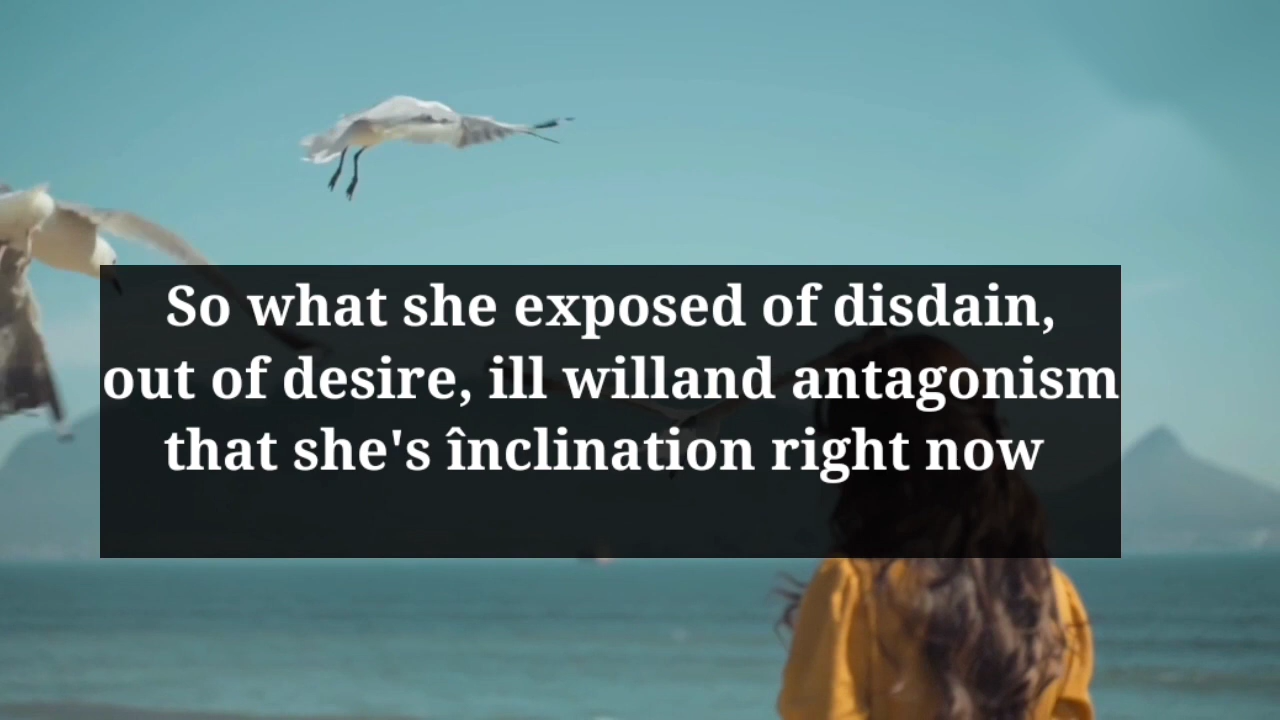 So what she exposed of disdain,
out of desire, ill willand antagonism
that she's înclination right now